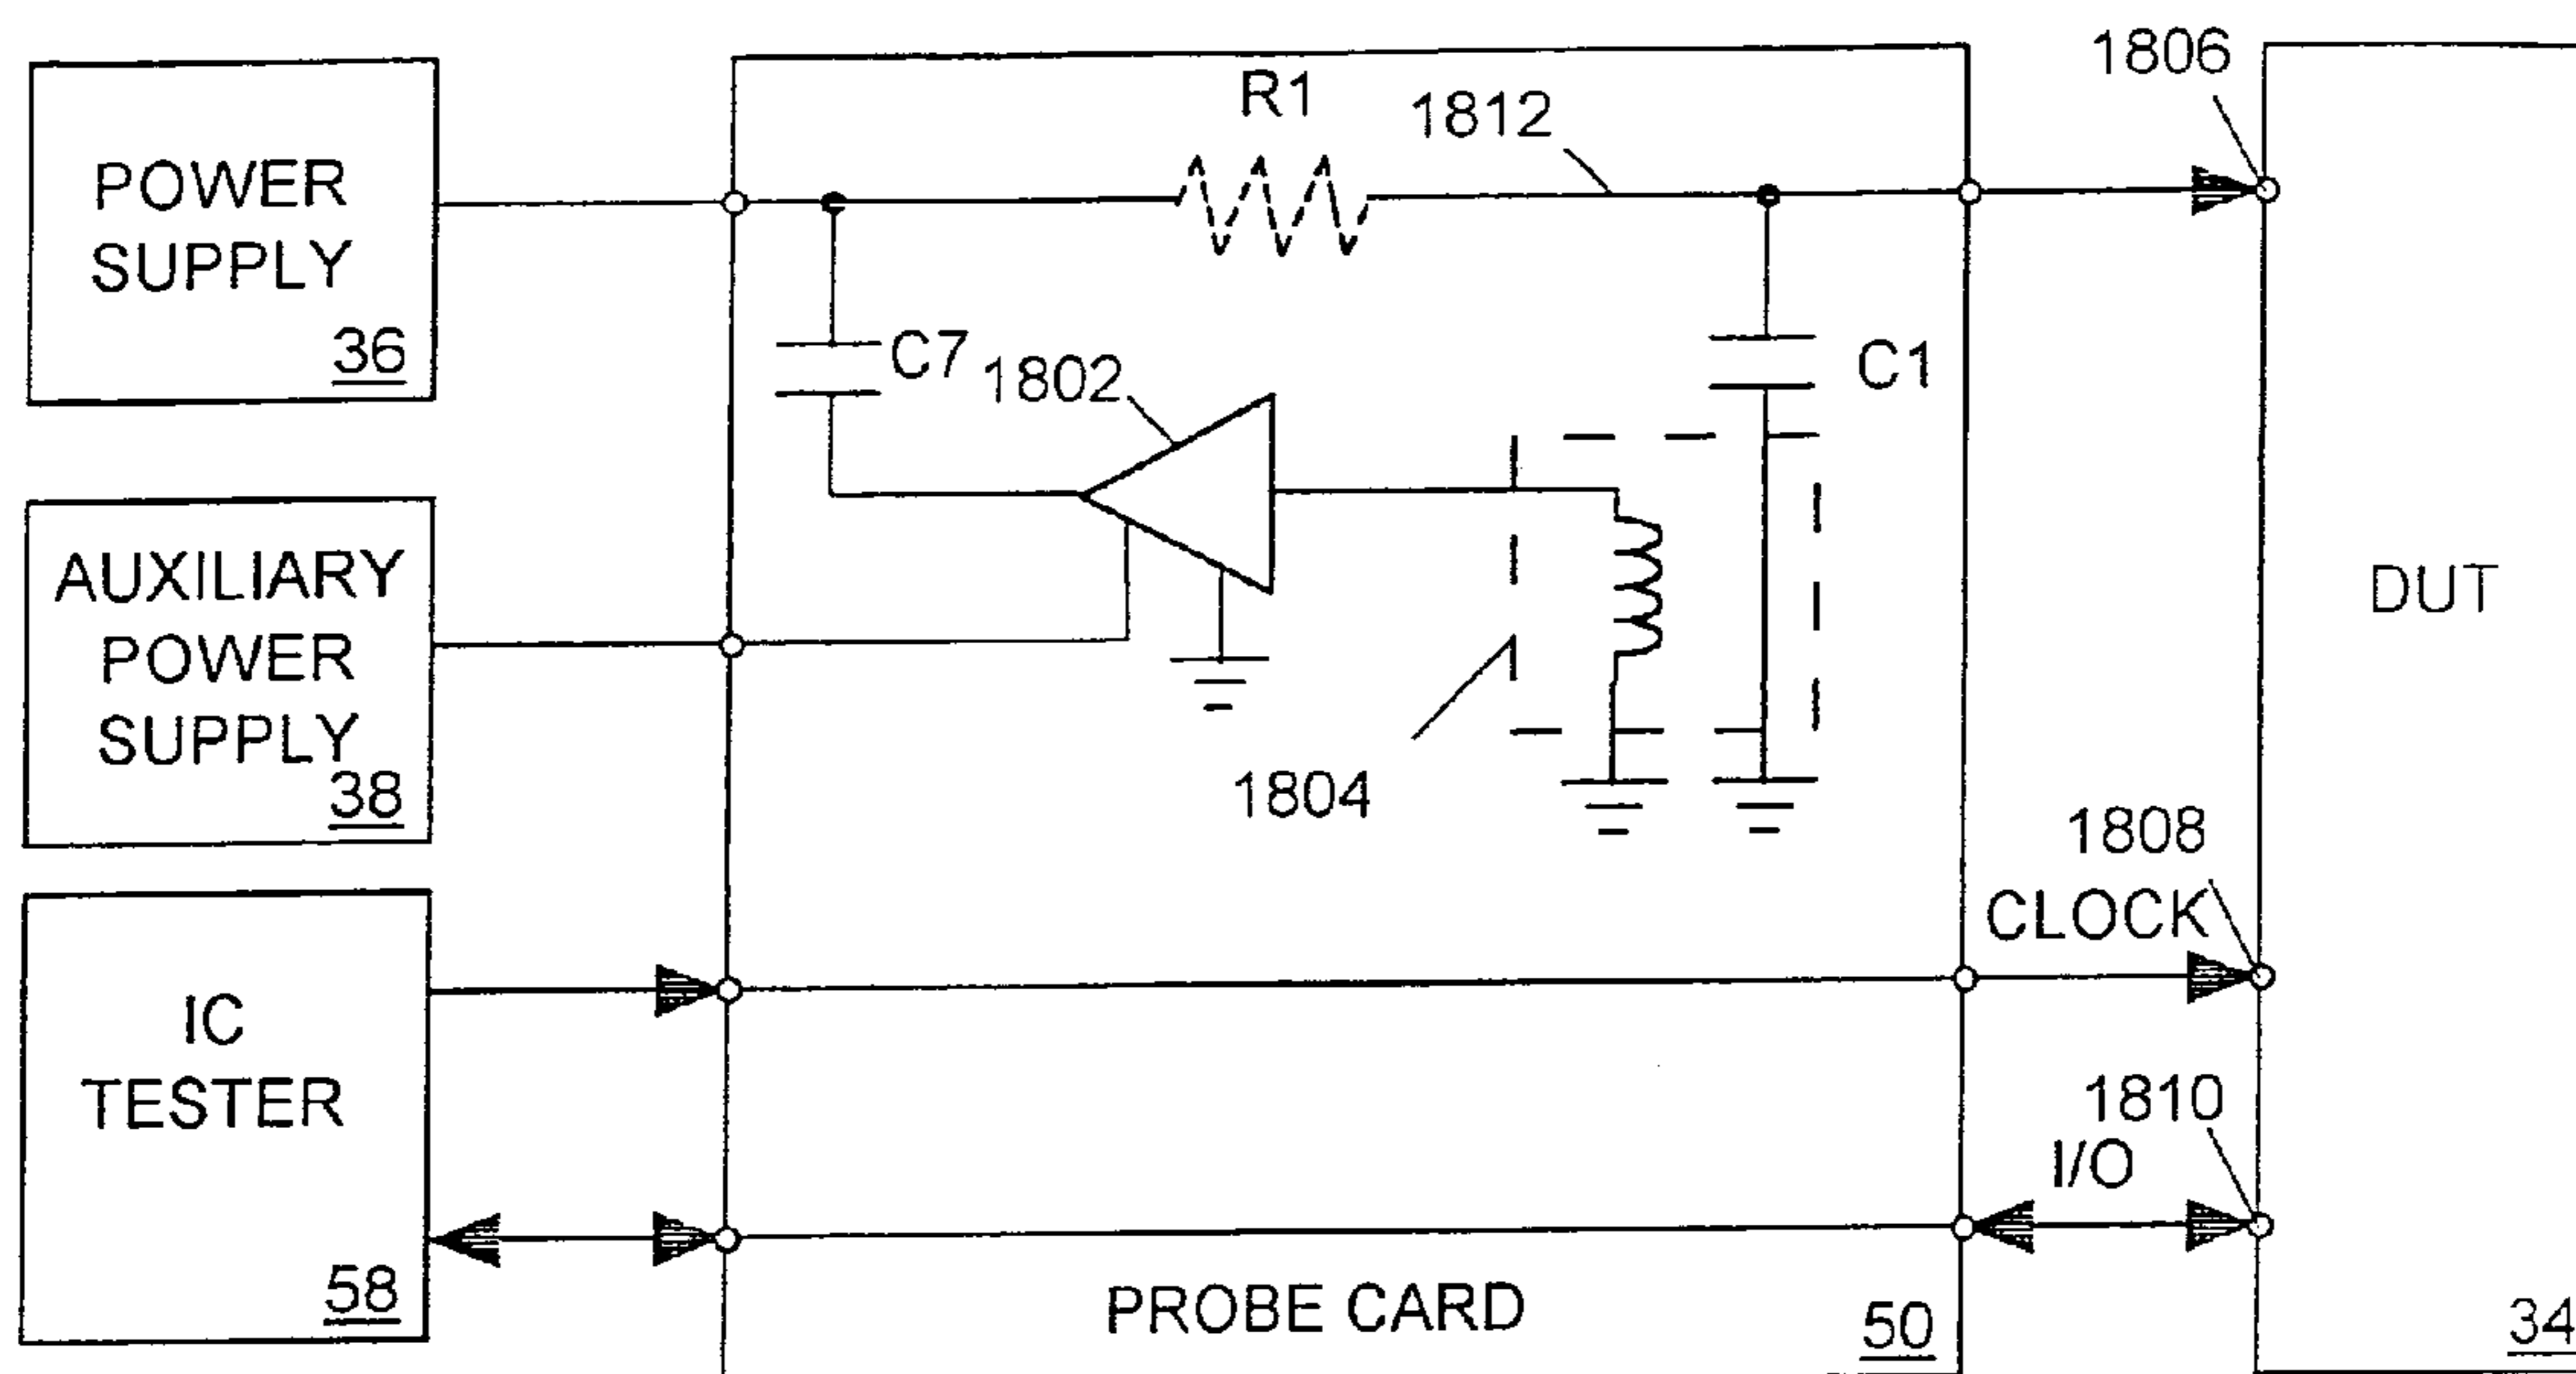 POWER
SUPPLY
36
AUXILIARY
POWER
SUPPLY
38
IC
TESTER
58
R1
1812
C7
1802
C1
1804
PROBE CARD
50
1806
1808
CLOCK
1810
I/O
DUT
34